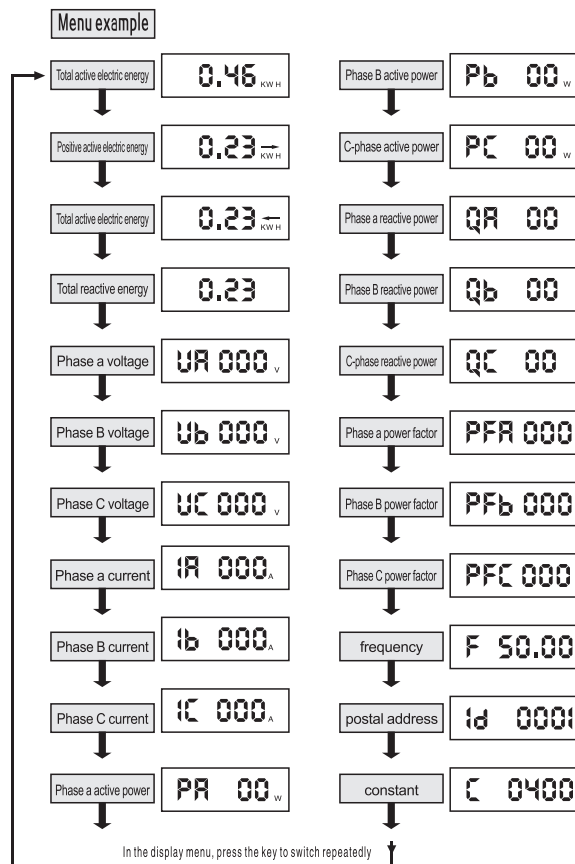 Menu example
Total active electric energy
0.46 KWH
Positive active electric energy
0.23 KWH
Total active electric energy
0.23 KWH
Total reactive energy
0.23
Phase a voltage
UA 000 V
Phase B voltage
Ub 000 V
Phase C voltage
UC 000 V
Phase a current
IA 000 A
Phase B current
Ib 000 A
Phase C current
IC 000 A
Phase a active power
PA 00 W
Phase B active power
Pb 00 W
C-phase active power
PC 00 W
Phase a reactive power
QA 00
Phase B reactive power
Qb 00
C-phase reactive power
QC 00
Phase a power factor
PFA 000
Phase B power factor
PFb 000
Phase C power factor
PFC 000
frequency
F 50.00
postal address
Id 0001
constant
C 0400
In the display menu, press the key to switch repeatedly